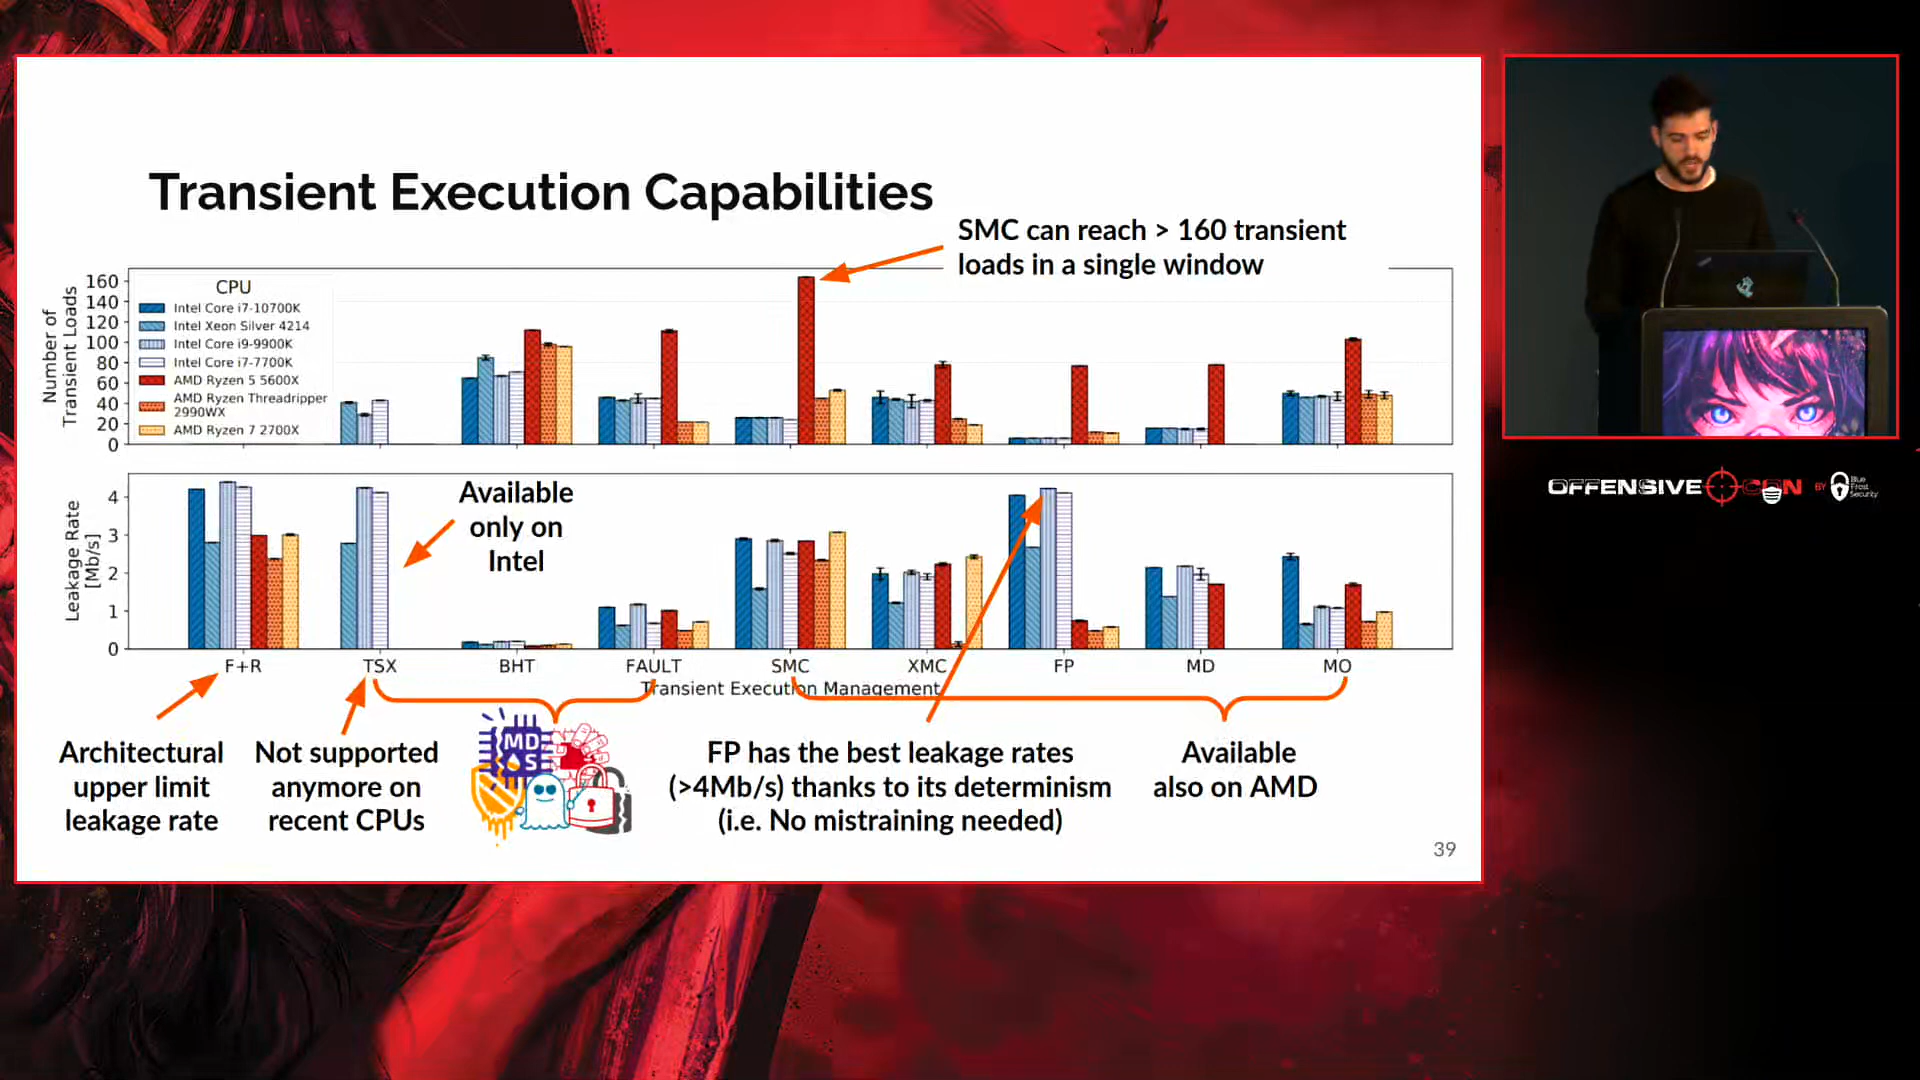 Transient Execution Capabilities
SMC can reach > 160 transient
loads in a single window
Number of
Transient Loads
160
140
120
100
80
60
40
20
0
CPU
Intel Core i7-10700K
Intel Xeon Silver 4214
Intel Core i9-9900K
Intel Core i7-7700K
AMD Ryzen 5 5600X
AMD Ryzen Threadripper
2990WX
AMD Ryzen 7 2700X
Leakage Rate
[Mb/s]
4
3
2
1
0
Available
only on
Intel
F+R
TSX
BHT
FAULT
SMC
XMC
FP
MD
MO
Transient Execution Management
Architectural
upper limit
leakage rate
Not supported
anymore on
recent CPUs
MD
S
FP has the best leakage rates
(>4Mb/s) thanks to its determinism
(i.e. No mistraining needed)
Available
also on AMD
39
OFFENSIVE CON
BY
Blue
Frost
Security